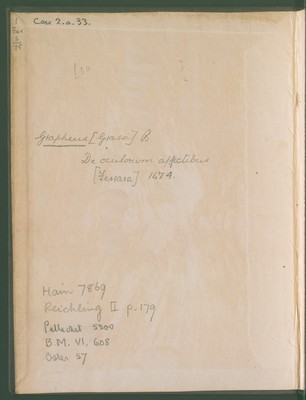 Case 2.a.33.
Grapheus [Grassi] B
De oculorum affectibus
[Ferrara] 1474.
Hain 7869
Reichling II p. 179
Pellechet 5300
B M. VI, 608
Osler 57